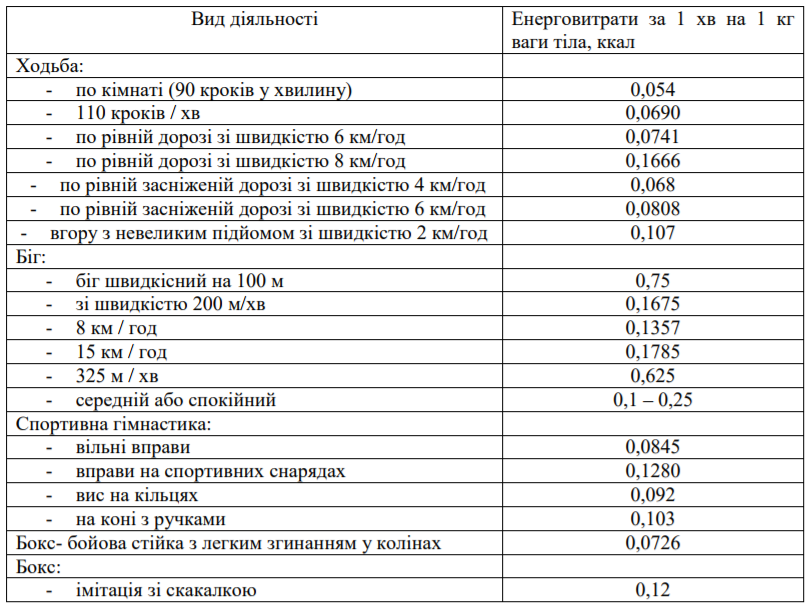 Вид діяльності
Енерговитрати за 1 хв на 1 кг
ваги тіла, ккал
Ходьба:
- по кімнаті (90 кроків у хвилину) 0,054
- 110 кроків / хв 0,0690
- по рівній дорозі зі швидкістю 6 км/год 0,0741
- по рівній дорозі зі швидкістю 8 км/год 0,1666
- по рівній засніженій дорозі зі швидкістю 4 км/год 0,068
- по рівній засніженій дорозі зі швидкістю 6 км/год 0,0808
- вгору з невеликим підйомом зі швидкістю 2 км/год 0,107
Біг:
- біг швидкісний на 100 м 0,75
- зі швидкістю 200 м/хв 0,1675
- 8 км / год 0,1357
- 15 км / год 0,1785
- 325 м / хв 0,625
- середній або спокійний 0,1 – 0,25
Спортивна гімнастика:
- вільні вправи 0,0845
- вправи на спортивних снарядах 0,1280
- вис на кільцях 0,092
- на коні з ручками 0,103
Бокс- бойова стійка з легким згинанням у колінах 0,0726
Бокс:
- імітація зі скакалкою 0,12